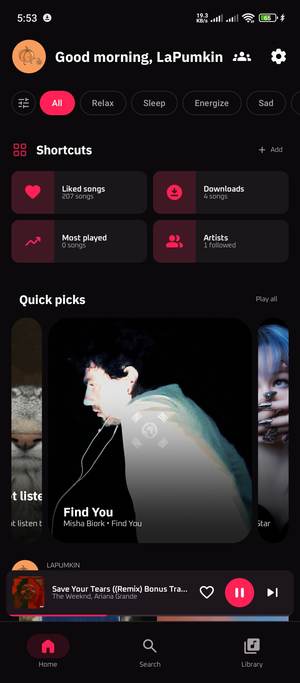 5:53
19.3
KB/s
65
Good morning, LaPumkin
All
Relax
Sleep
Energize
Sad
Shortcuts
Add
Liked songs
207 songs
Downloads
4 songs
Most played
0 songs
Artists
1 followed
Quick picks
Play all
t liste
t listen t
Find You
Misha Biork • Find You
Star
LAPUMKIN
Save Your Tears ((Remix) Bonus Tra...
The Weeknd, Ariana Grande
Home
Search
Library